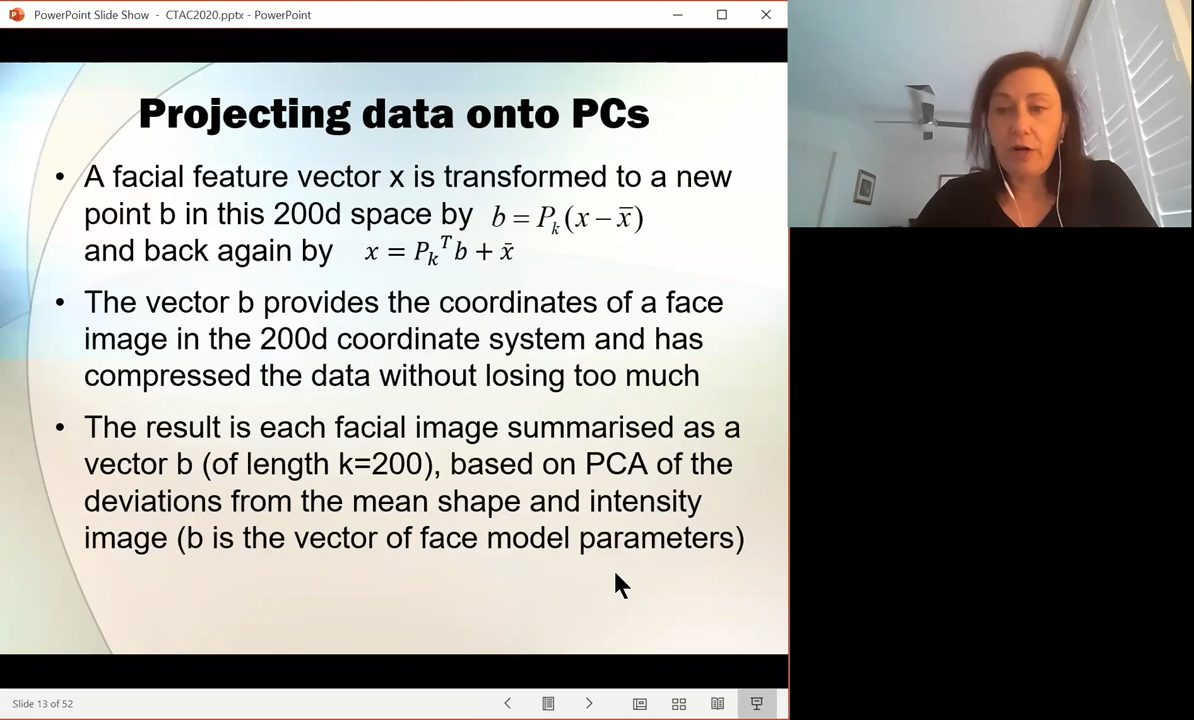 PowerPoint Slide Show - CTAC2020.pptx - PowerPoint
Projecting data onto PCs
• A facial feature vector x is transformed to a new
point b in this 200d space by b = Pₖ(x − x̄)
and back again by x = Pₖᵀb + x̄
• The vector b provides the coordinates of a face
image in the 200d coordinate system and has
compressed the data without losing too much
• The result is each facial image summarised as a
vector b (of length k=200), based on PCA of the
deviations from the mean shape and intensity
image (b is the vector of face model parameters)
Slide 13 of 52